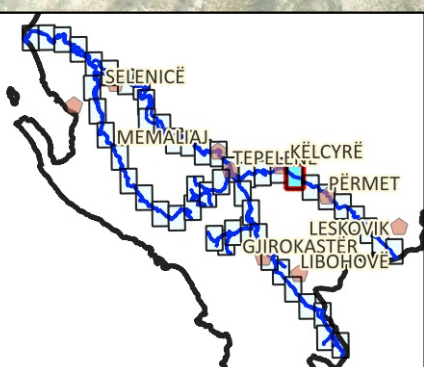 SELENICË
MEMALIAJ
KËLCYRË
TEPELENË
PËRMET
LESKOVIK
GJIROKASTËR
LIBOHOVË